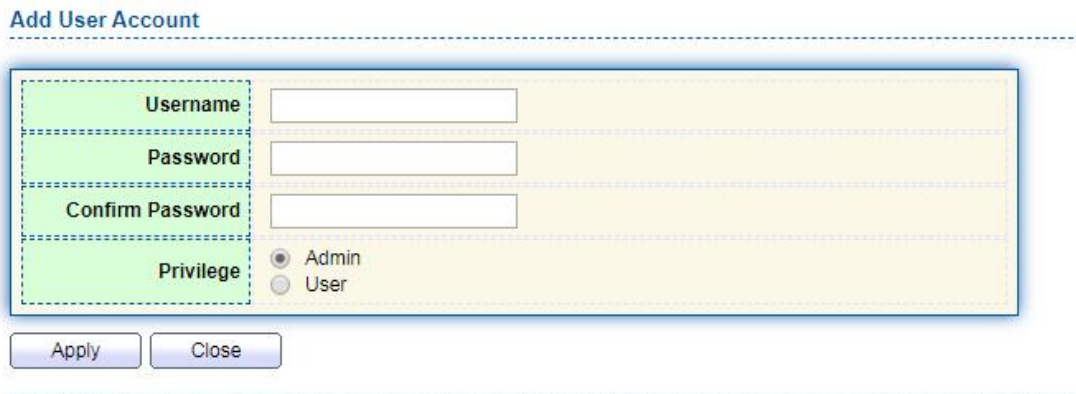 Add User Account
Username
Password
Confirm Password
Privilege
Admin
User
Apply
Close